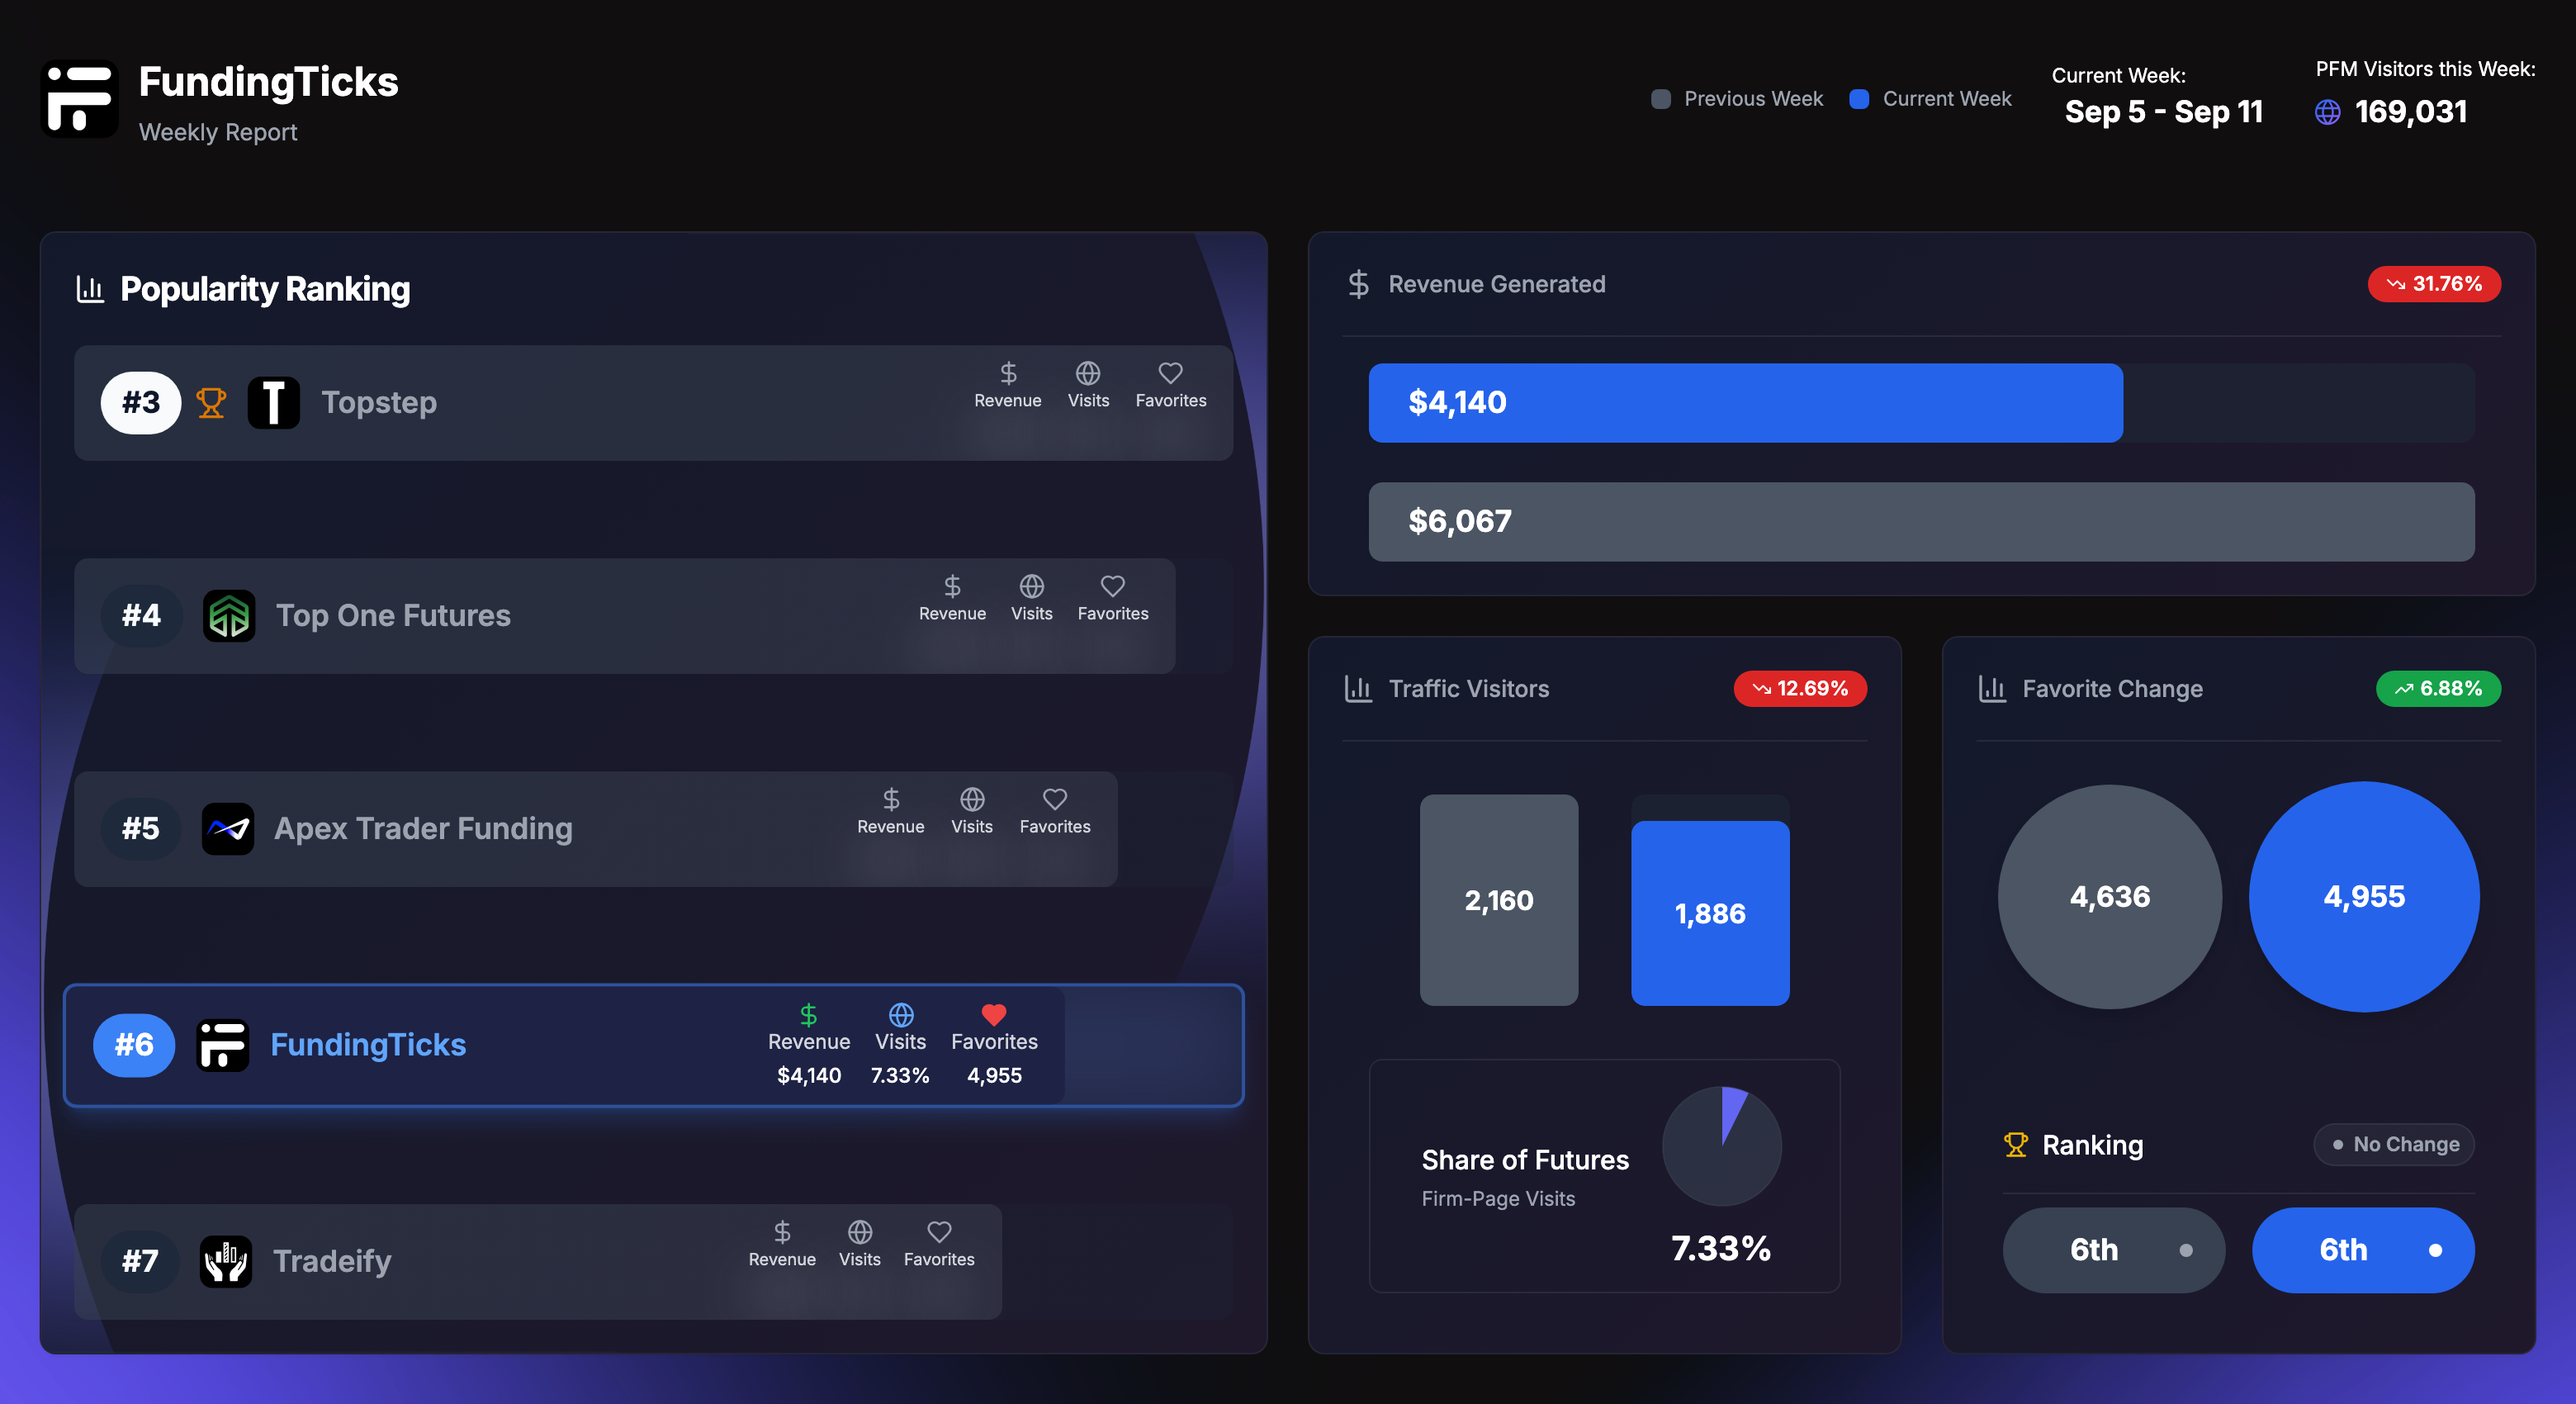 FundingTicks
Weekly Report
Previous Week
Current Week
Current Week:
Sep 5 - Sep 11
PFM Visitors this Week:
169,031
Popularity Ranking
#3
T
Topstep
Revenue Visits Favorites
#4
Top One Futures
Revenue Visits Favorites
#5
Apex Trader Funding
Revenue Visits Favorites
#6
FundingTicks
Revenue Visits Favorites
$4,140 7.33% 4,955
#7
Tradeify
Revenue Visits Favorites
$ Revenue Generated
31.76%
$4,140
$6,067
Traffic Visitors
12.69%
2,160
1,886
Share of Futures
Firm-Page Visits
7.33%
Favorite Change
6.88%
4,636
4,955
Ranking
No Change
6th
6th